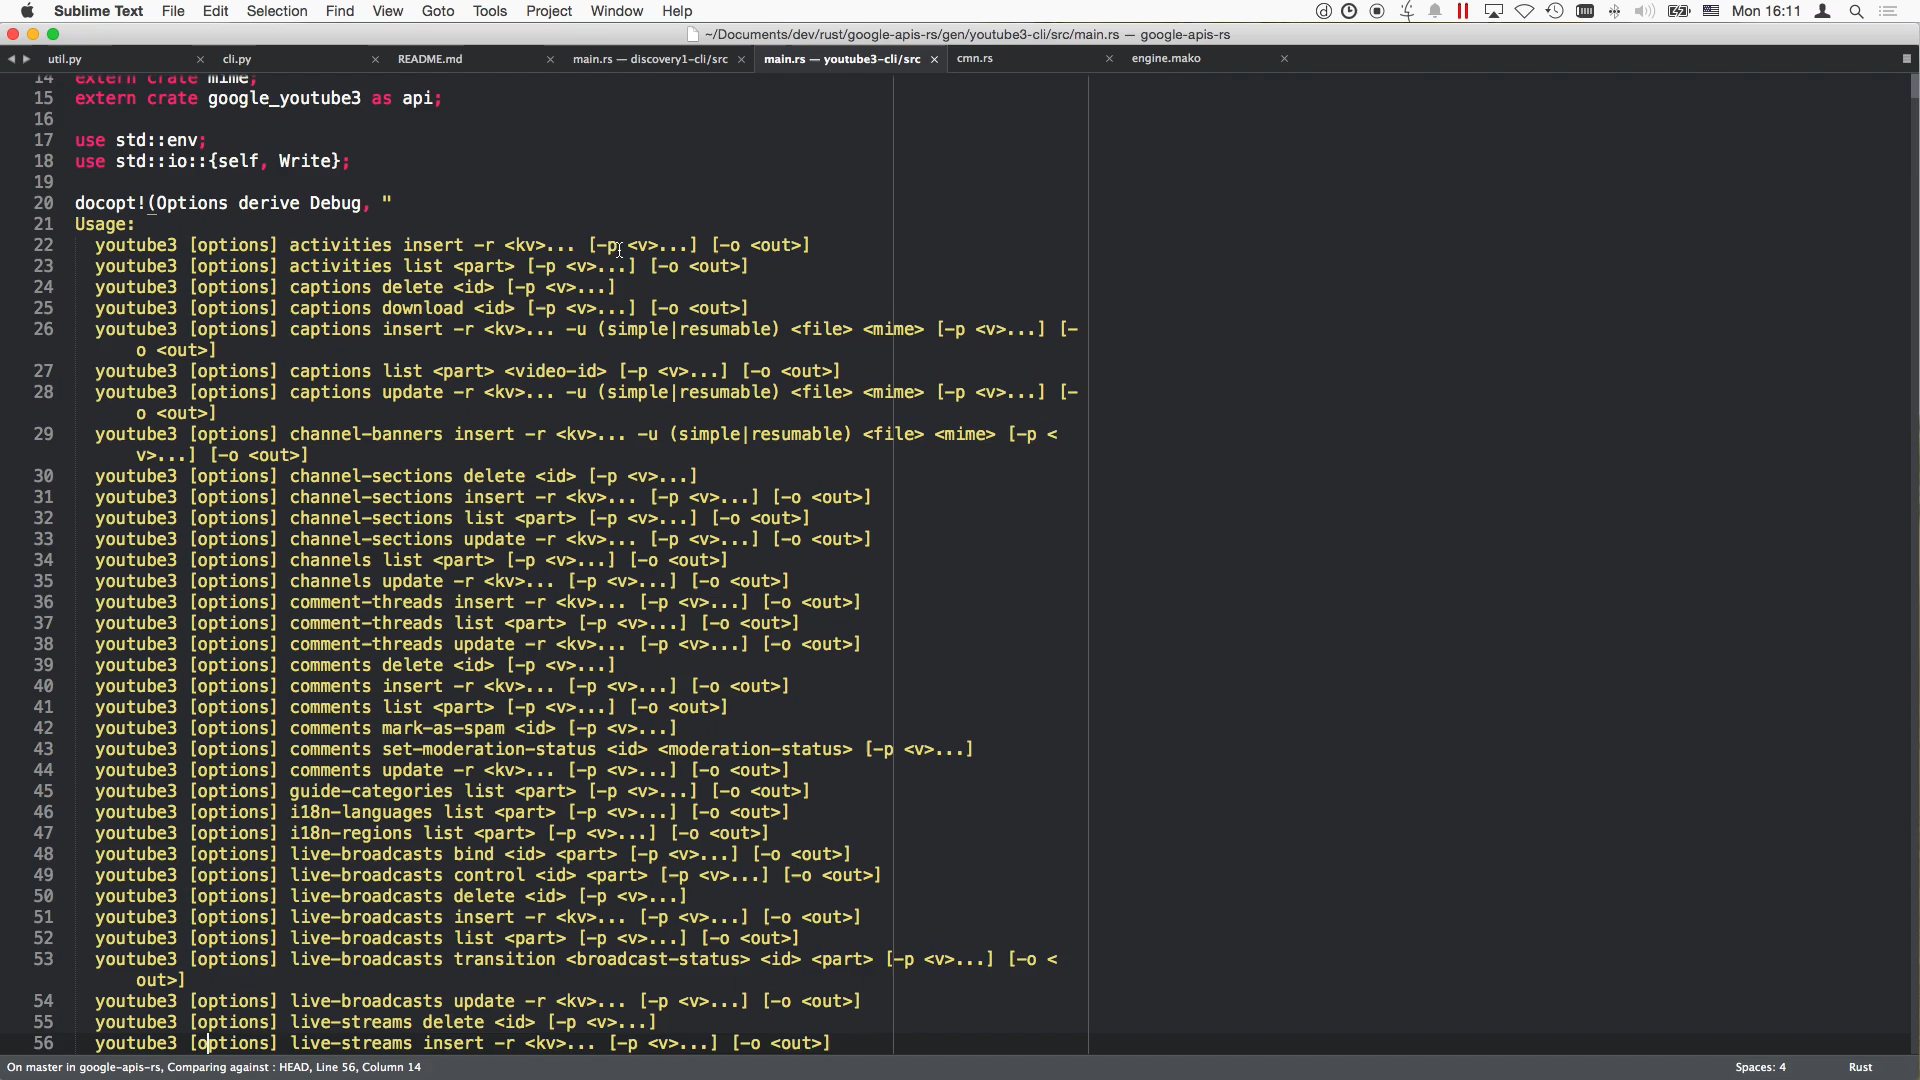 Sublime Text File Edit Selection Find View Goto Tools Project Window Help Mon 16:11
~/Documents/dev/rust/google-apis-rs/gen/youtube3-cli/src/main.rs — google-apis-rs
util.py cli.py README.md main.rs — discovery1-cli/src main.rs — youtube3-cli/src cmn.rs engine.mako
14 extern crate mime;
15 extern crate google_youtube3 as api;
16
17 use std::env;
18 use std::io::{self, Write};
19
20 docopt!(Options derive Debug, "
21 Usage:
22 youtube3 [options] activities insert -r <kv>... [-p <v>...] [-o <out>]
23 youtube3 [options] activities list <part> [-p <v>...] [-o <out>]
24 youtube3 [options] captions delete <id> [-p <v>...]
25 youtube3 [options] captions download <id> [-p <v>...] [-o <out>]
26 youtube3 [options] captions insert -r <kv>... -u (simple|resumable) <file> <mime> [-p <v>...] [-
o <out>]
27 youtube3 [options] captions list <part> <video-id> [-p <v>...] [-o <out>]
28 youtube3 [options] captions update -r <kv>... -u (simple|resumable) <file> <mime> [-p <v>...] [-
o <out>]
29 youtube3 [options] channel-banners insert -r <kv>... -u (simple|resumable) <file> <mime> [-p <
v>...] [-o <out>]
30 youtube3 [options] channel-sections delete <id> [-p <v>...]
31 youtube3 [options] channel-sections insert -r <kv>... [-p <v>...] [-o <out>]
32 youtube3 [options] channel-sections list <part> [-p <v>...] [-o <out>]
33 youtube3 [options] channel-sections update -r <kv>... [-p <v>...] [-o <out>]
34 youtube3 [options] channels list <part> [-p <v>...] [-o <out>]
35 youtube3 [options] channels update -r <kv>... [-p <v>...] [-o <out>]
36 youtube3 [options] comment-threads insert -r <kv>... [-p <v>...] [-o <out>]
37 youtube3 [options] comment-threads list <part> [-p <v>...] [-o <out>]
38 youtube3 [options] comment-threads update -r <kv>... [-p <v>...] [-o <out>]
39 youtube3 [options] comments delete <id> [-p <v>...]
40 youtube3 [options] comments insert -r <kv>... [-p <v>...] [-o <out>]
41 youtube3 [options] comments list <part> [-p <v>...] [-o <out>]
42 youtube3 [options] comments mark-as-spam <id> [-p <v>...]
43 youtube3 [options] comments set-moderation-status <id> <moderation-status> [-p <v>...]
44 youtube3 [options] comments update -r <kv>... [-p <v>...] [-o <out>]
45 youtube3 [options] guide-categories list <part> [-p <v>...] [-o <out>]
46 youtube3 [options] i18n-languages list <part> [-p <v>...] [-o <out>]
47 youtube3 [options] i18n-regions list <part> [-p <v>...] [-o <out>]
48 youtube3 [options] live-broadcasts bind <id> <part> [-p <v>...] [-o <out>]
49 youtube3 [options] live-broadcasts control <id> <part> [-p <v>...] [-o <out>]
50 youtube3 [options] live-broadcasts delete <id> [-p <v>...]
51 youtube3 [options] live-broadcasts insert -r <kv>... [-p <v>...] [-o <out>]
52 youtube3 [options] live-broadcasts list <part> [-p <v>...] [-o <out>]
53 youtube3 [options] live-broadcasts transition <broadcast-status> <id> <part> [-p <v>...] [-o <
out>]
54 youtube3 [options] live-broadcasts update -r <kv>... [-p <v>...] [-o <out>]
55 youtube3 [options] live-streams delete <id> [-p <v>...]
56 youtube3 [options] live-streams insert -r <kv>... [-p <v>...] [-o <out>]
On master in google-apis-rs, Comparing against : HEAD, Line 56, Column 14 Spaces: 4 Rust